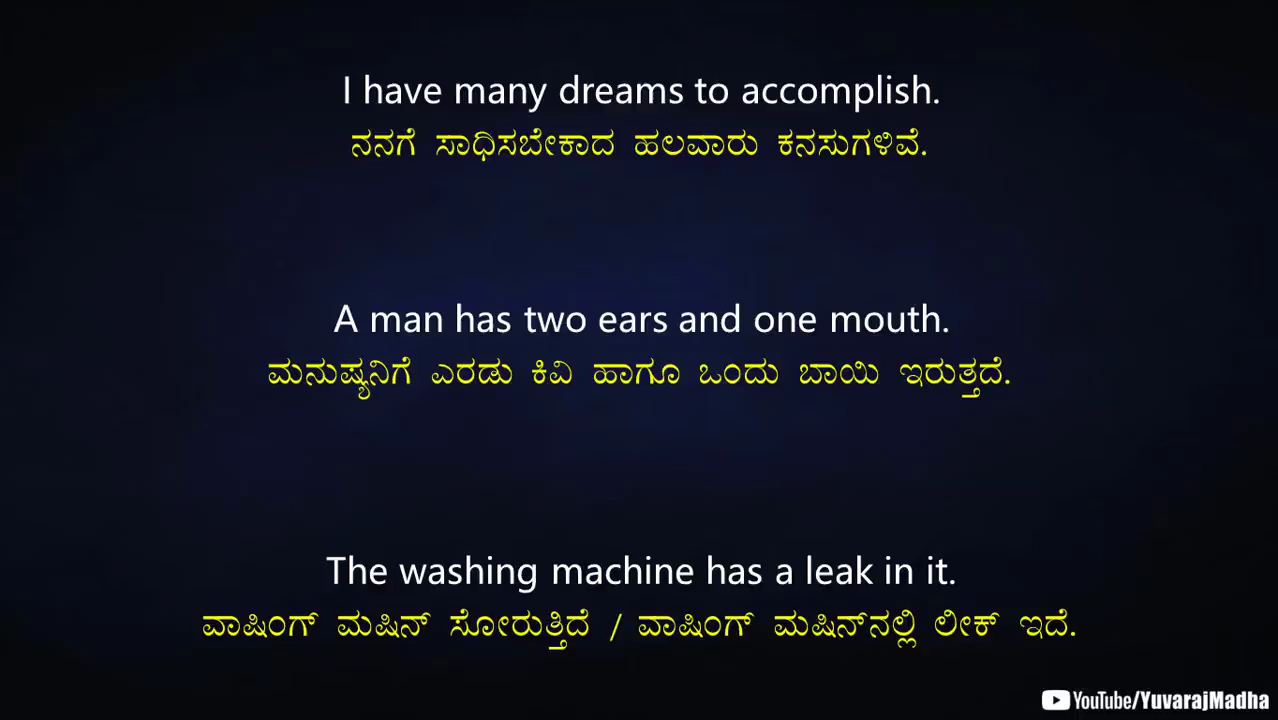 I have many dreams to accomplish.
ನನಗೆ ಸಾಧಿಸಬೇಕಾದ ಹಲವಾರು ಕನಸುಗಳಿವೆ.
A man has two ears and one mouth.
ಮನುಷ್ಯನಿಗೆ ಎರಡು ಕಿವಿ ಹಾಗೂ ಒಂದು ಬಾಯಿ ಇರುತ್ತದೆ.
The washing machine has a leak in it.
ವಾಷಿಂಗ್ ಮಷಿನ್ ಸೋರುತ್ತಿದೆ / ವಾಷಿಂಗ್ ಮಷಿನ್‌ನಲ್ಲಿ ಲೀಕ್ ಇದೆ.
YouTube/YuvarajMadha